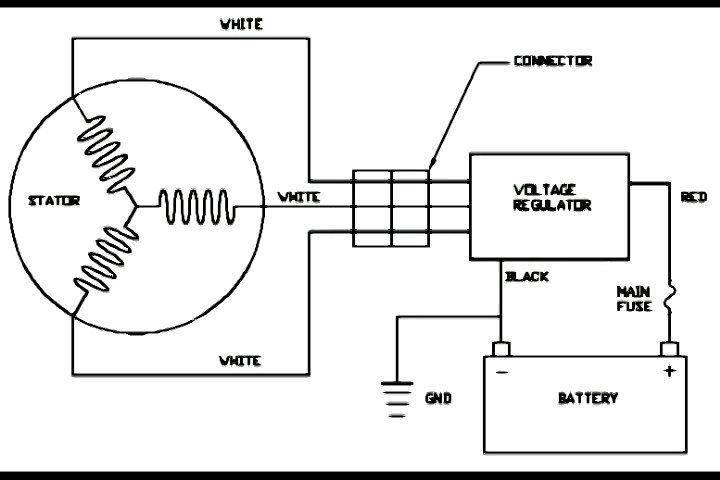 WHITE
CONNECTOR
STATOR
WHITE
VOLTAGE
REGULATOR
RED
BLACK
MAIN
FUSE
WHITE
GND
- +
BATTERY